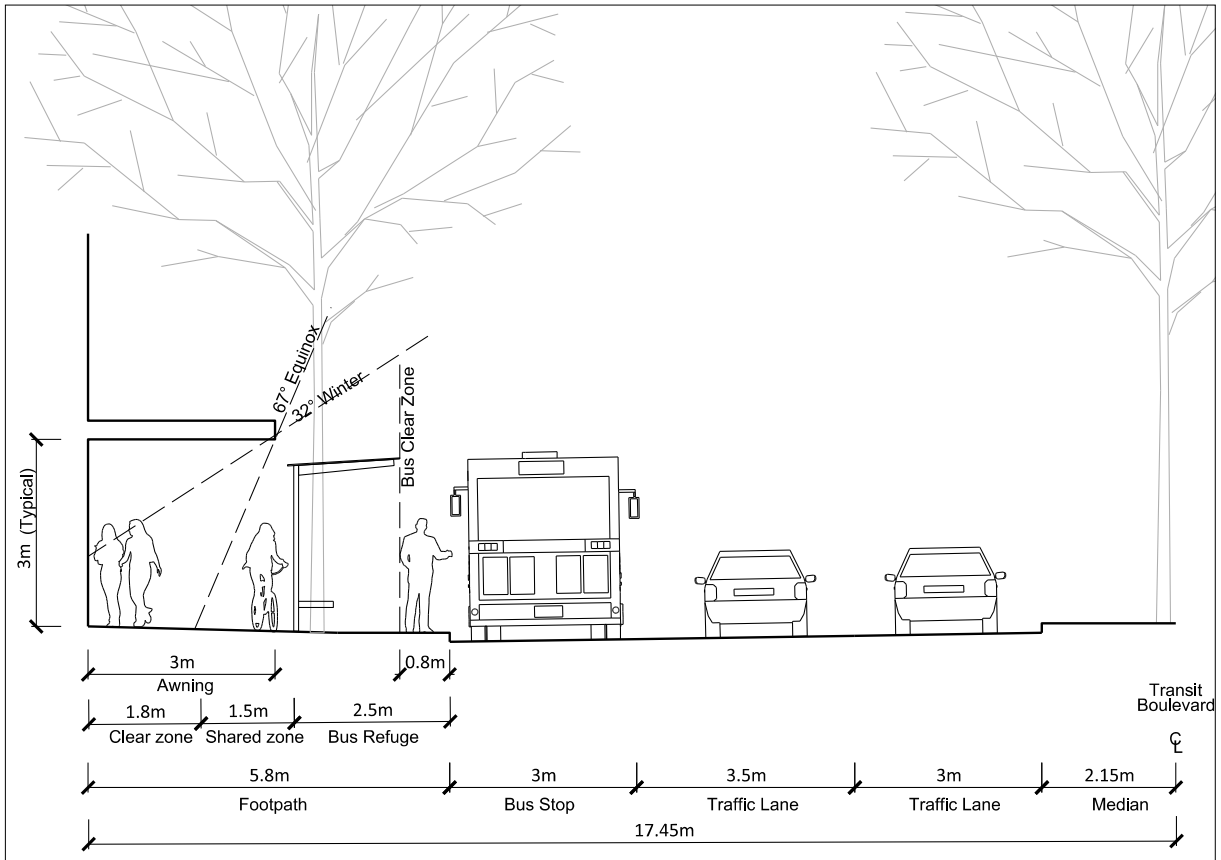 67° Equinox
32° Winter
Bus Clear Zone
3m (Typical)
3m
Awning
0.8m
1.8m
1.5m
2.5m
Clear zone
Shared zone
Bus Refuge
Transit
Boulevard
℄
5.8m
3m
3.5m
3m
2.15m
Footpath
Bus Stop
Traffic Lane
Traffic Lane
Median
17.45m